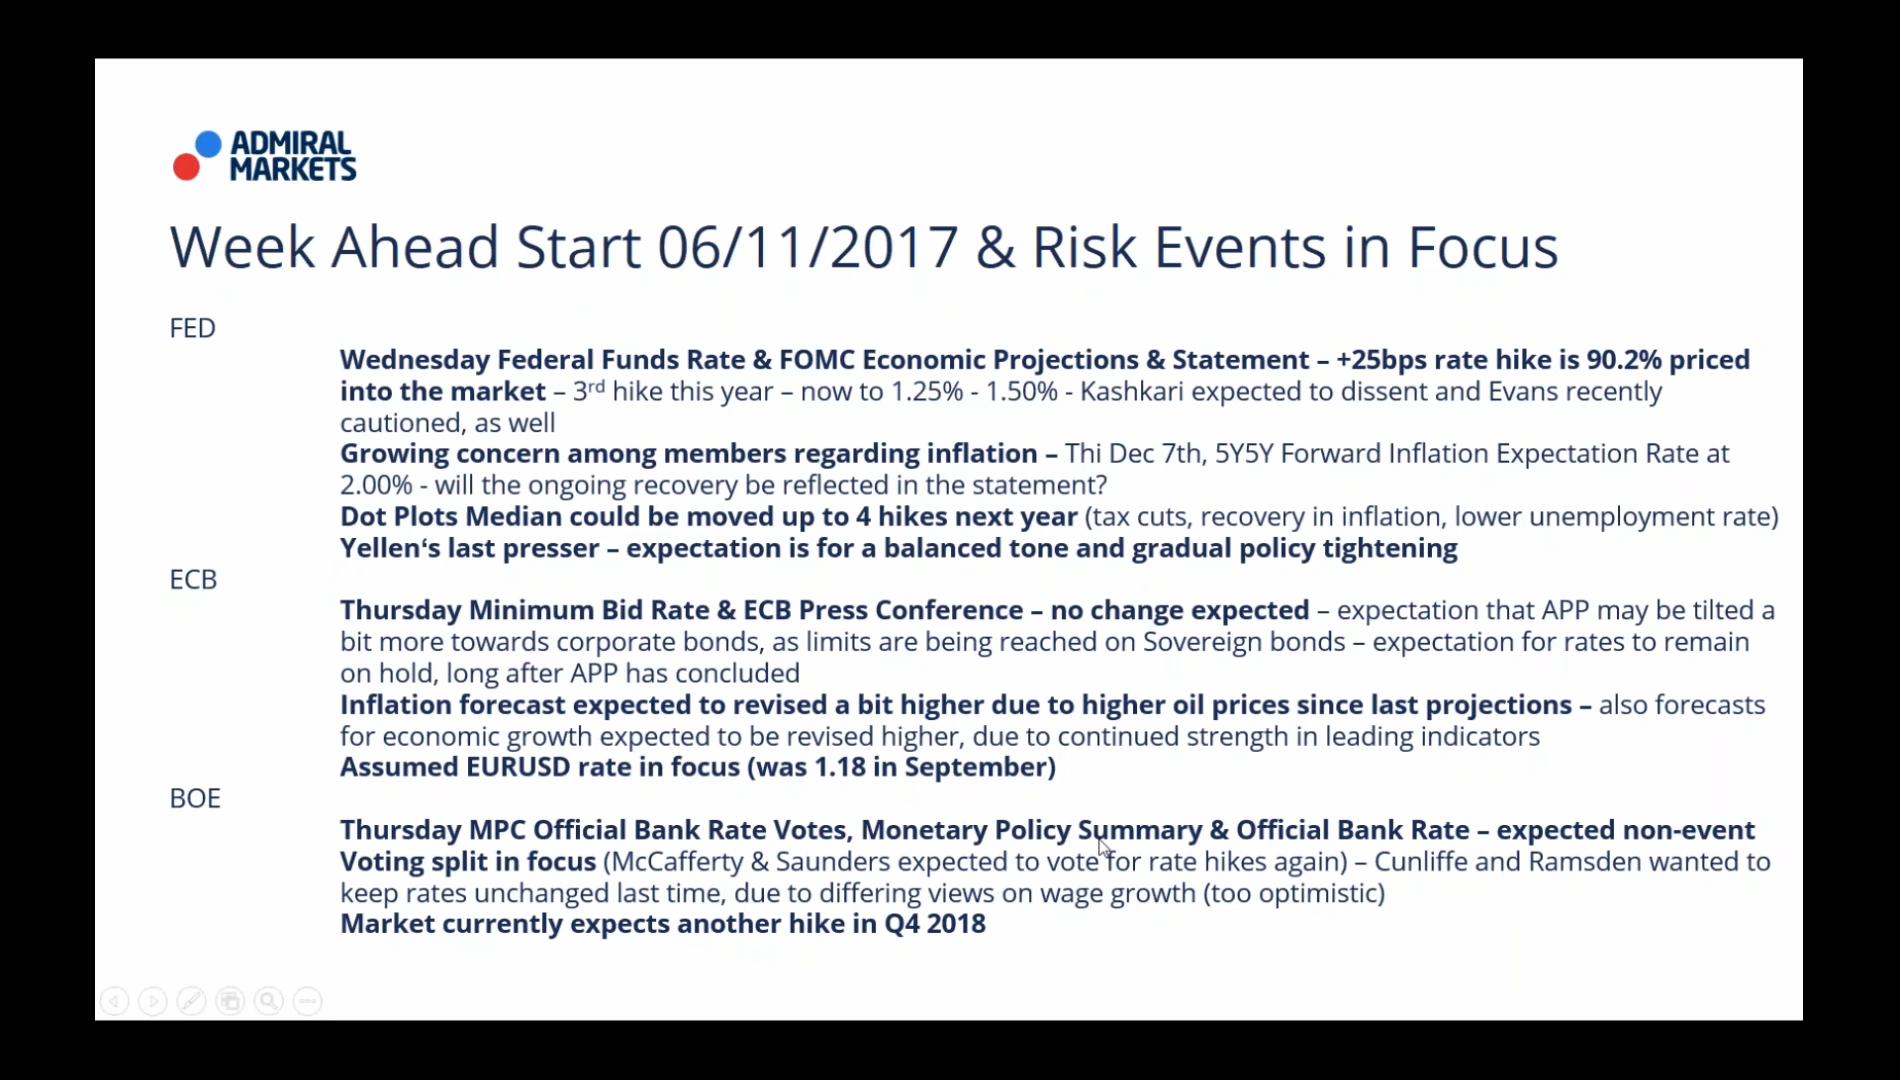 ADMIRAL
MARKETS
Week Ahead Start 06/11/2017 & Risk Events in Focus
FED
Wednesday Federal Funds Rate & FOMC Economic Projections & Statement – +25bps rate hike is 90.2% priced
into the market – 3rd hike this year – now to 1.25% - 1.50% - Kashkari expected to dissent and Evans recently
cautioned, as well
Growing concern among members regarding inflation – Thi Dec 7th, 5Y5Y Forward Inflation Expectation Rate at
2.00% - will the ongoing recovery be reflected in the statement?
Dot Plots Median could be moved up to 4 hikes next year (tax cuts, recovery in inflation, lower unemployment rate)
Yellen‘s last presser – expectation is for a balanced tone and gradual policy tightening
ECB
Thursday Minimum Bid Rate & ECB Press Conference – no change expected – expectation that APP may be tilted a
bit more towards corporate bonds, as limits are being reached on Sovereign bonds – expectation for rates to remain
on hold, long after APP has concluded
Inflation forecast expected to revised a bit higher due to higher oil prices since last projections – also forecasts
for economic growth expected to be revised higher, due to continued strength in leading indicators
Assumed EURUSD rate in focus (was 1.18 in September)
BOE
Thursday MPC Official Bank Rate Votes, Monetary Policy Summary & Official Bank Rate – expected non-event
Voting split in focus (McCafferty & Saunders expected to vote for rate hikes again) – Cunliffe and Ramsden wanted to
keep rates unchanged last time, due to differing views on wage growth (too optimistic)
Market currently expects another hike in Q4 2018